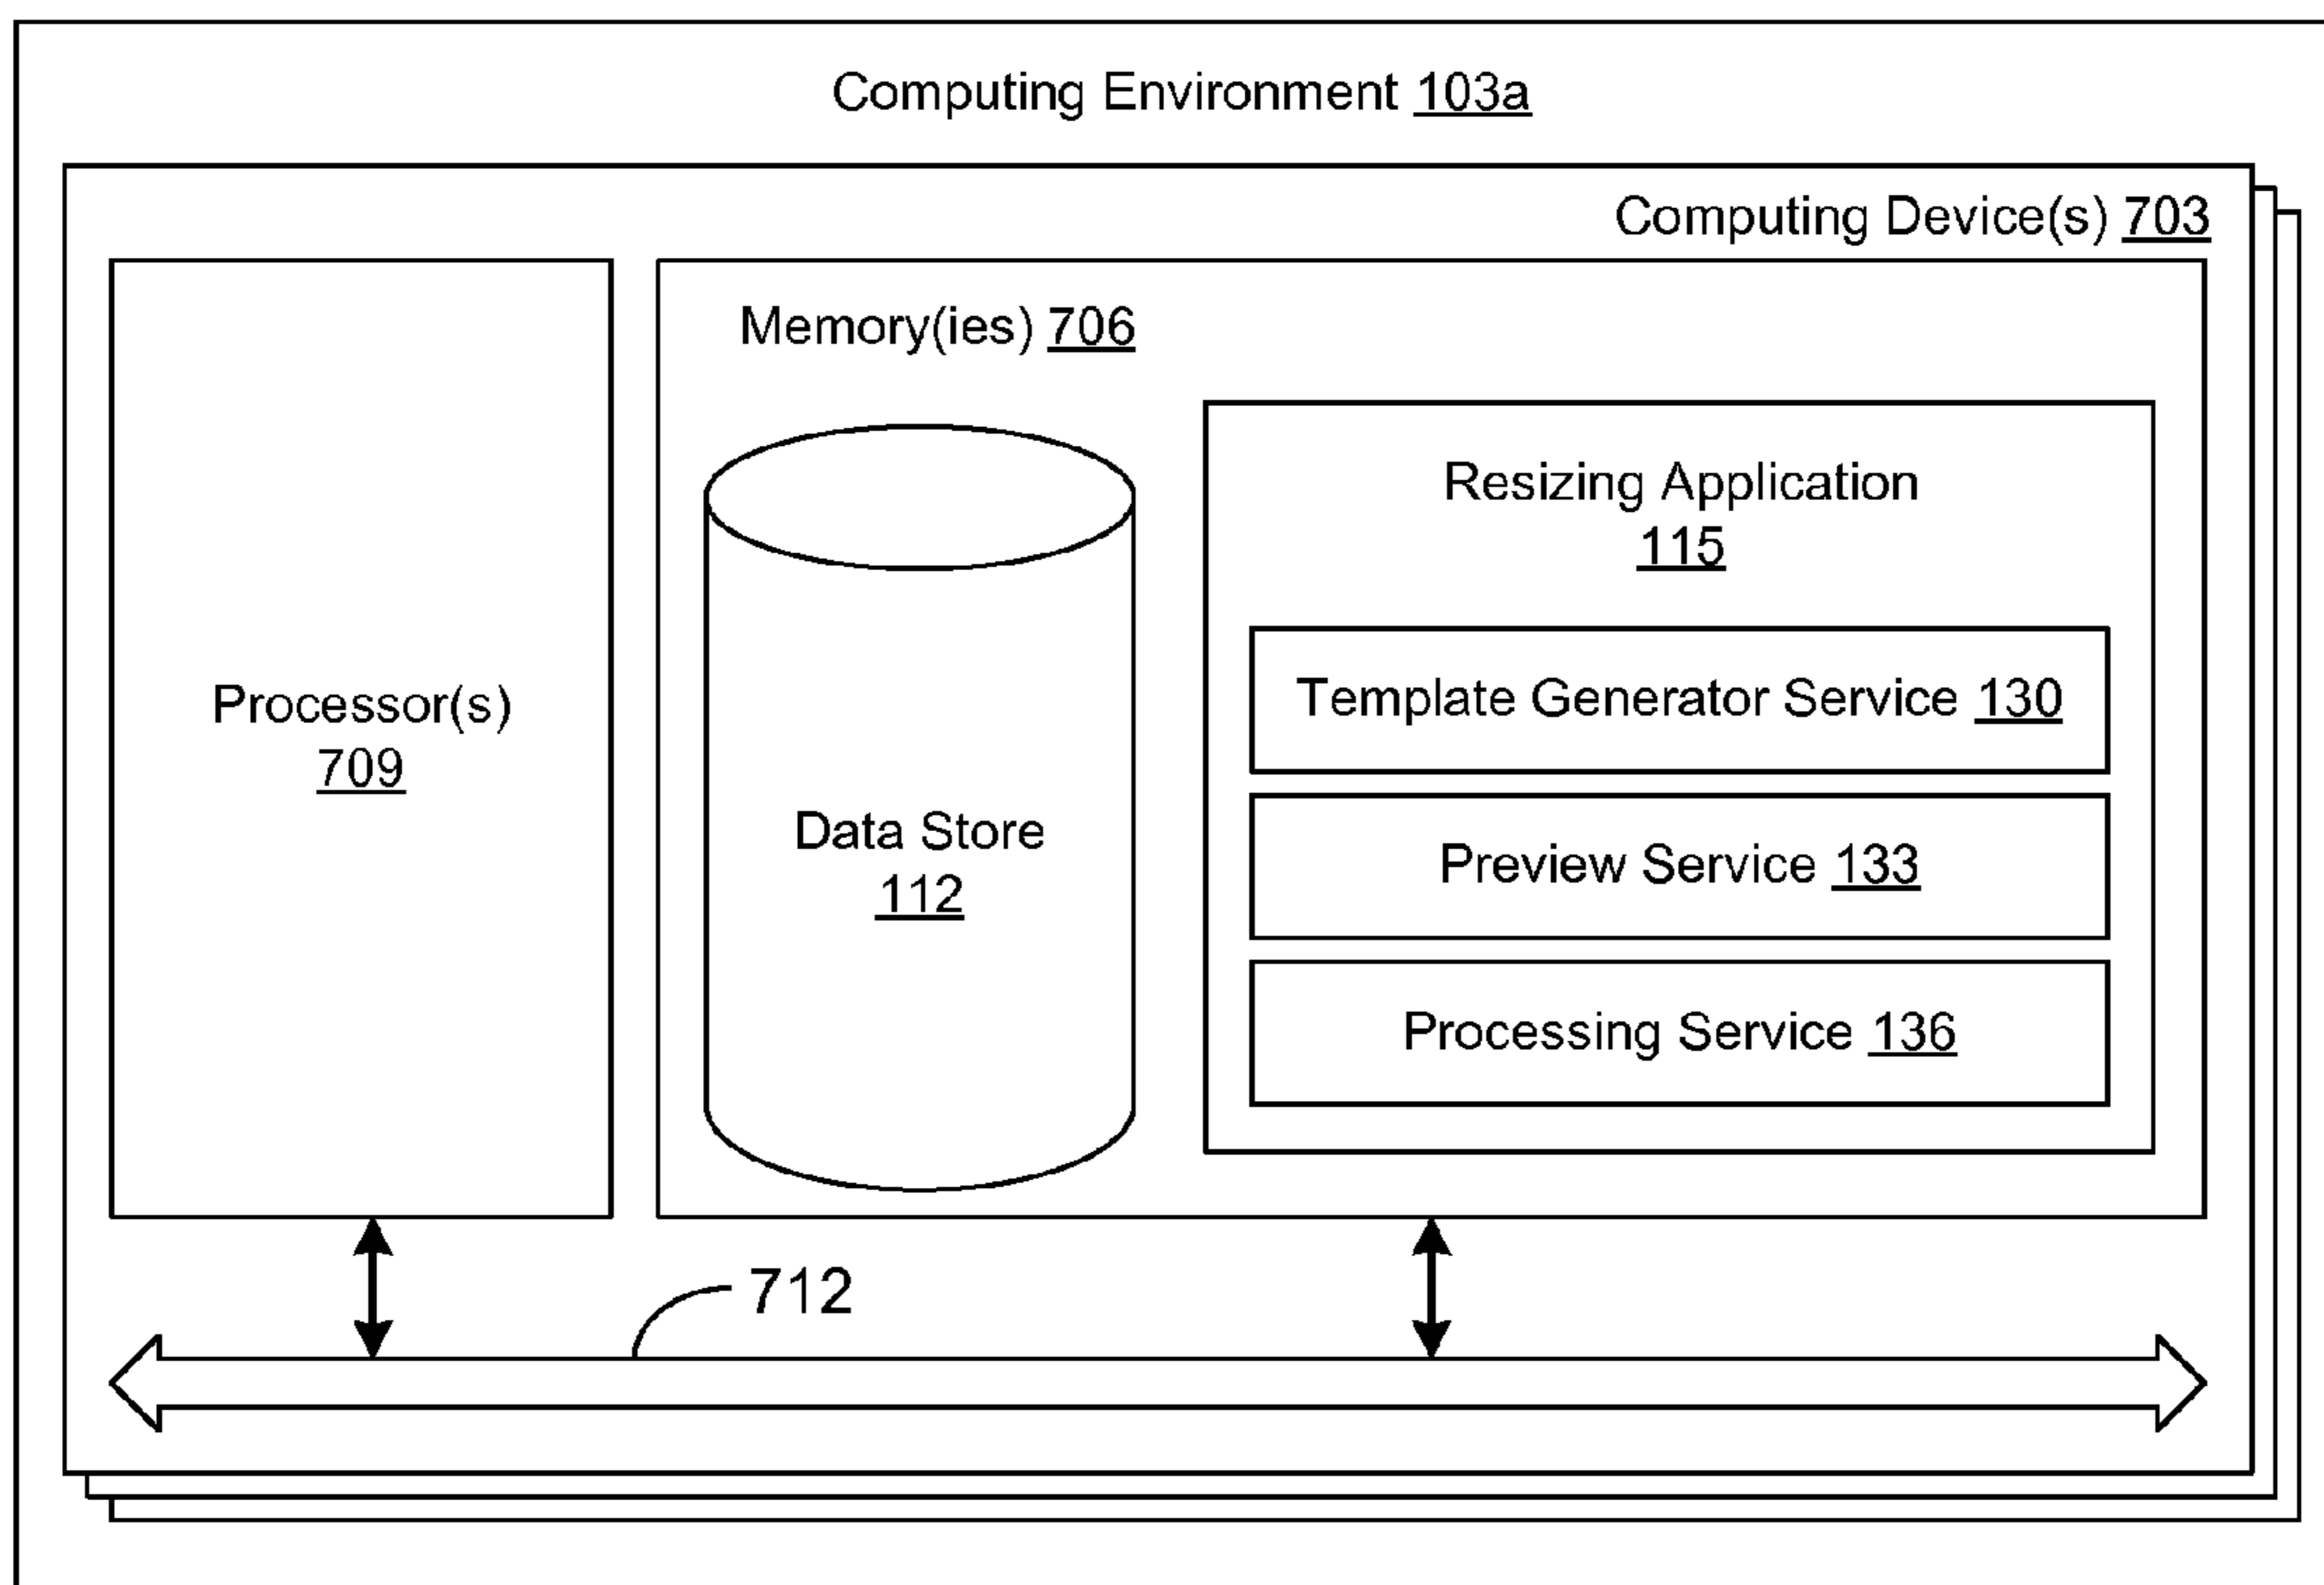 Computing Environment 103a
Computing Device(s) 703
Memory(ies) 706
Processor(s)
709
Data Store
112
Resizing Application
115
Template Generator Service 130
Preview Service 133
Processing Service 136
712